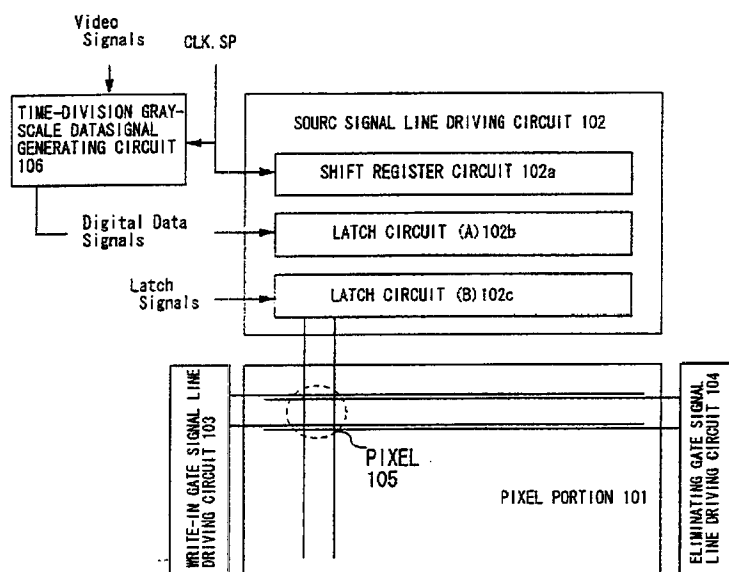 Video
Signals
CLK.SP
TIME-DIVISION GRAY-
SCALE DATASIGNAL
GENERATING CIRCUIT
106
SOURC SIGNAL LINE DRIVING CIRCUIT 102
SHIFT REGISTER CIRCUIT 102a
Digital Data
Signals
LATCH CIRCUIT (A)102b
Latch
Signals
LATCH CIRCUIT (B)102c
WRITE-IN GATE SIGNAL LINE
DRIVING CIRCUIT 103
PIXEL
105
PIXEL PORTION 101
ELIMINATING GATE SIGNAL
LINE DRIVING CIRCUIT 104